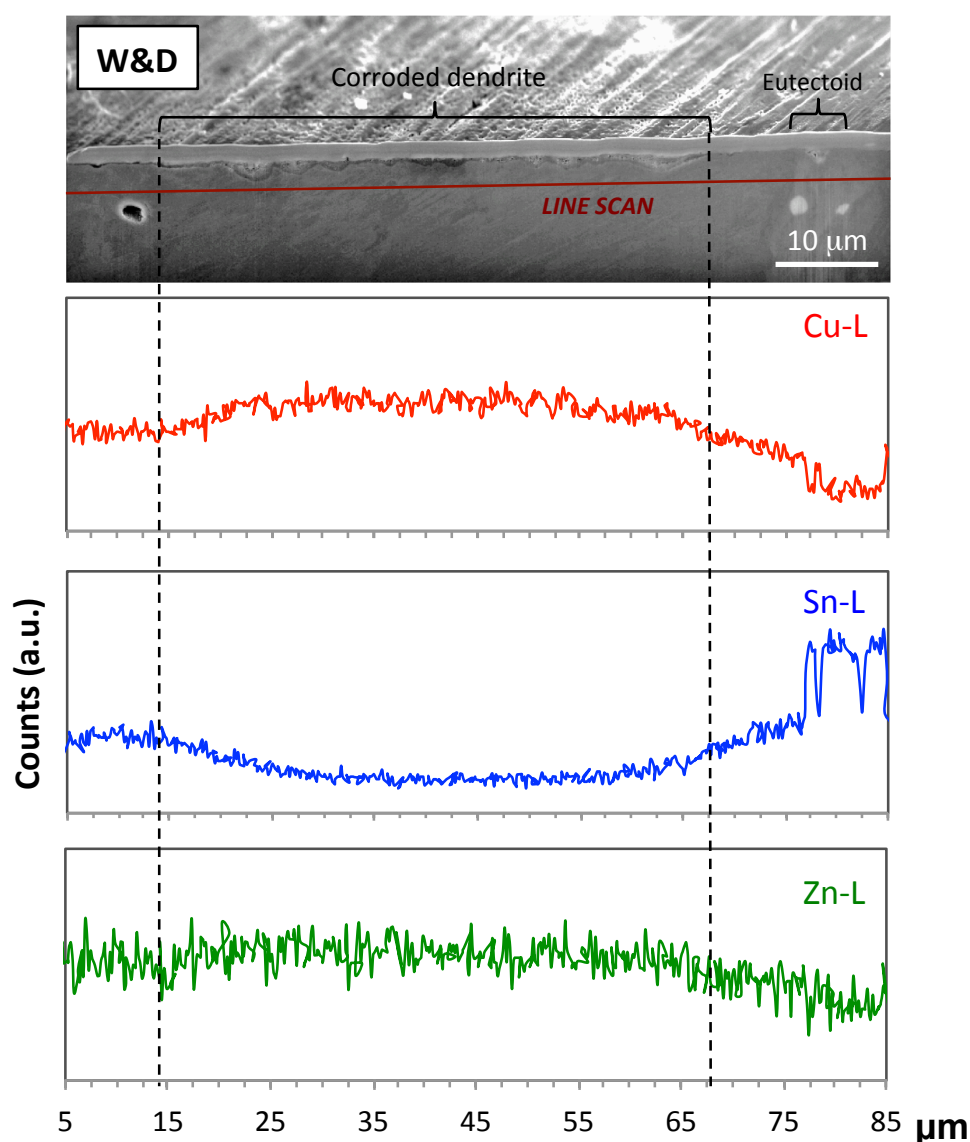 W&D
Corroded dendrite
Eutectoid
LINE SCAN
10 μm
Cu-L
Sn-L
Counts (a.u.)
Zn-L
5 15 25 35 45 55 65 75 85 μm